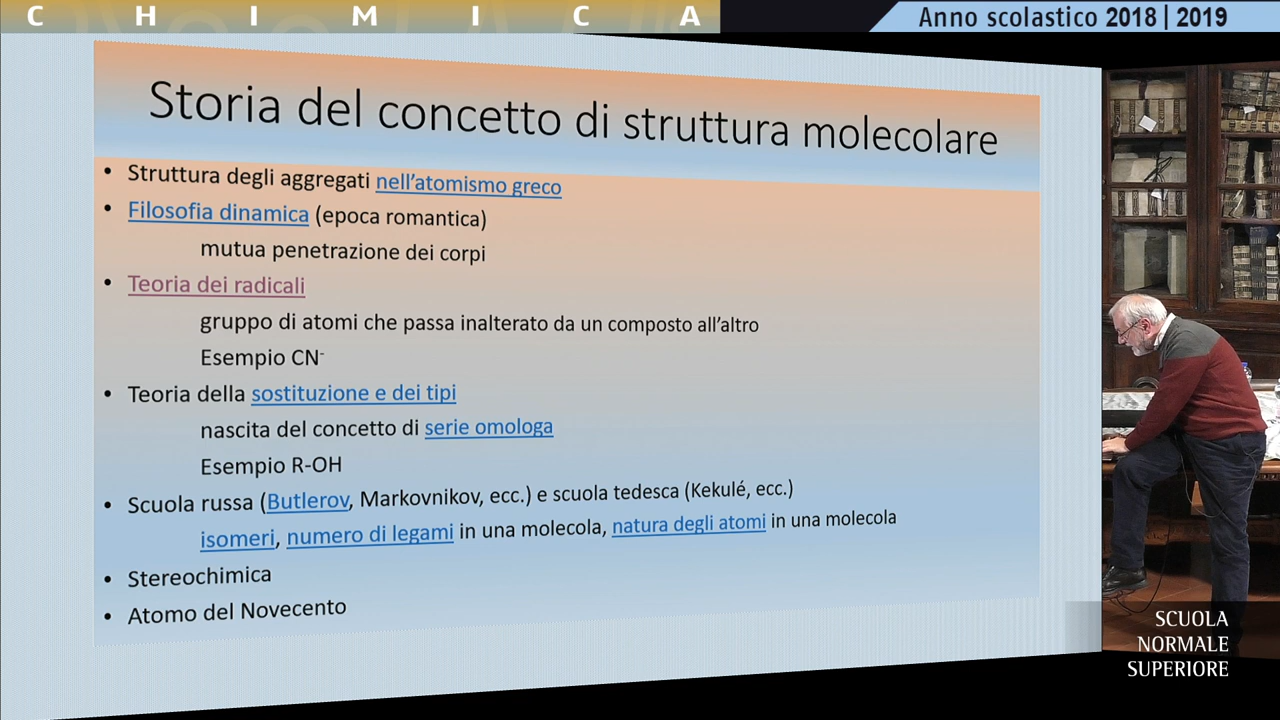 CHIMICA
Anno scolastico 2018 | 2019
Storia del concetto di struttura molecolare
• Struttura degli aggregati nell'atomismo greco
• Filosofia dinamica (epoca romantica)
mutua penetrazione dei corpi
• Teoria dei radicali
gruppo di atomi che passa inalterato da un composto all'altro
Esempio CN⁻
• Teoria della sostituzione e dei tipi
nascita del concetto di serie omologa
Esempio R-OH
• Scuola russa (Butlerov, Markovnikov, ecc.) e scuola tedesca (Kekulé, ecc.)
isomeri, numero di legami in una molecola, natura degli atomi in una molecola
• Stereochimica
• Atomo del Novecento
SCUOLA
NORMALE
SUPERIORE